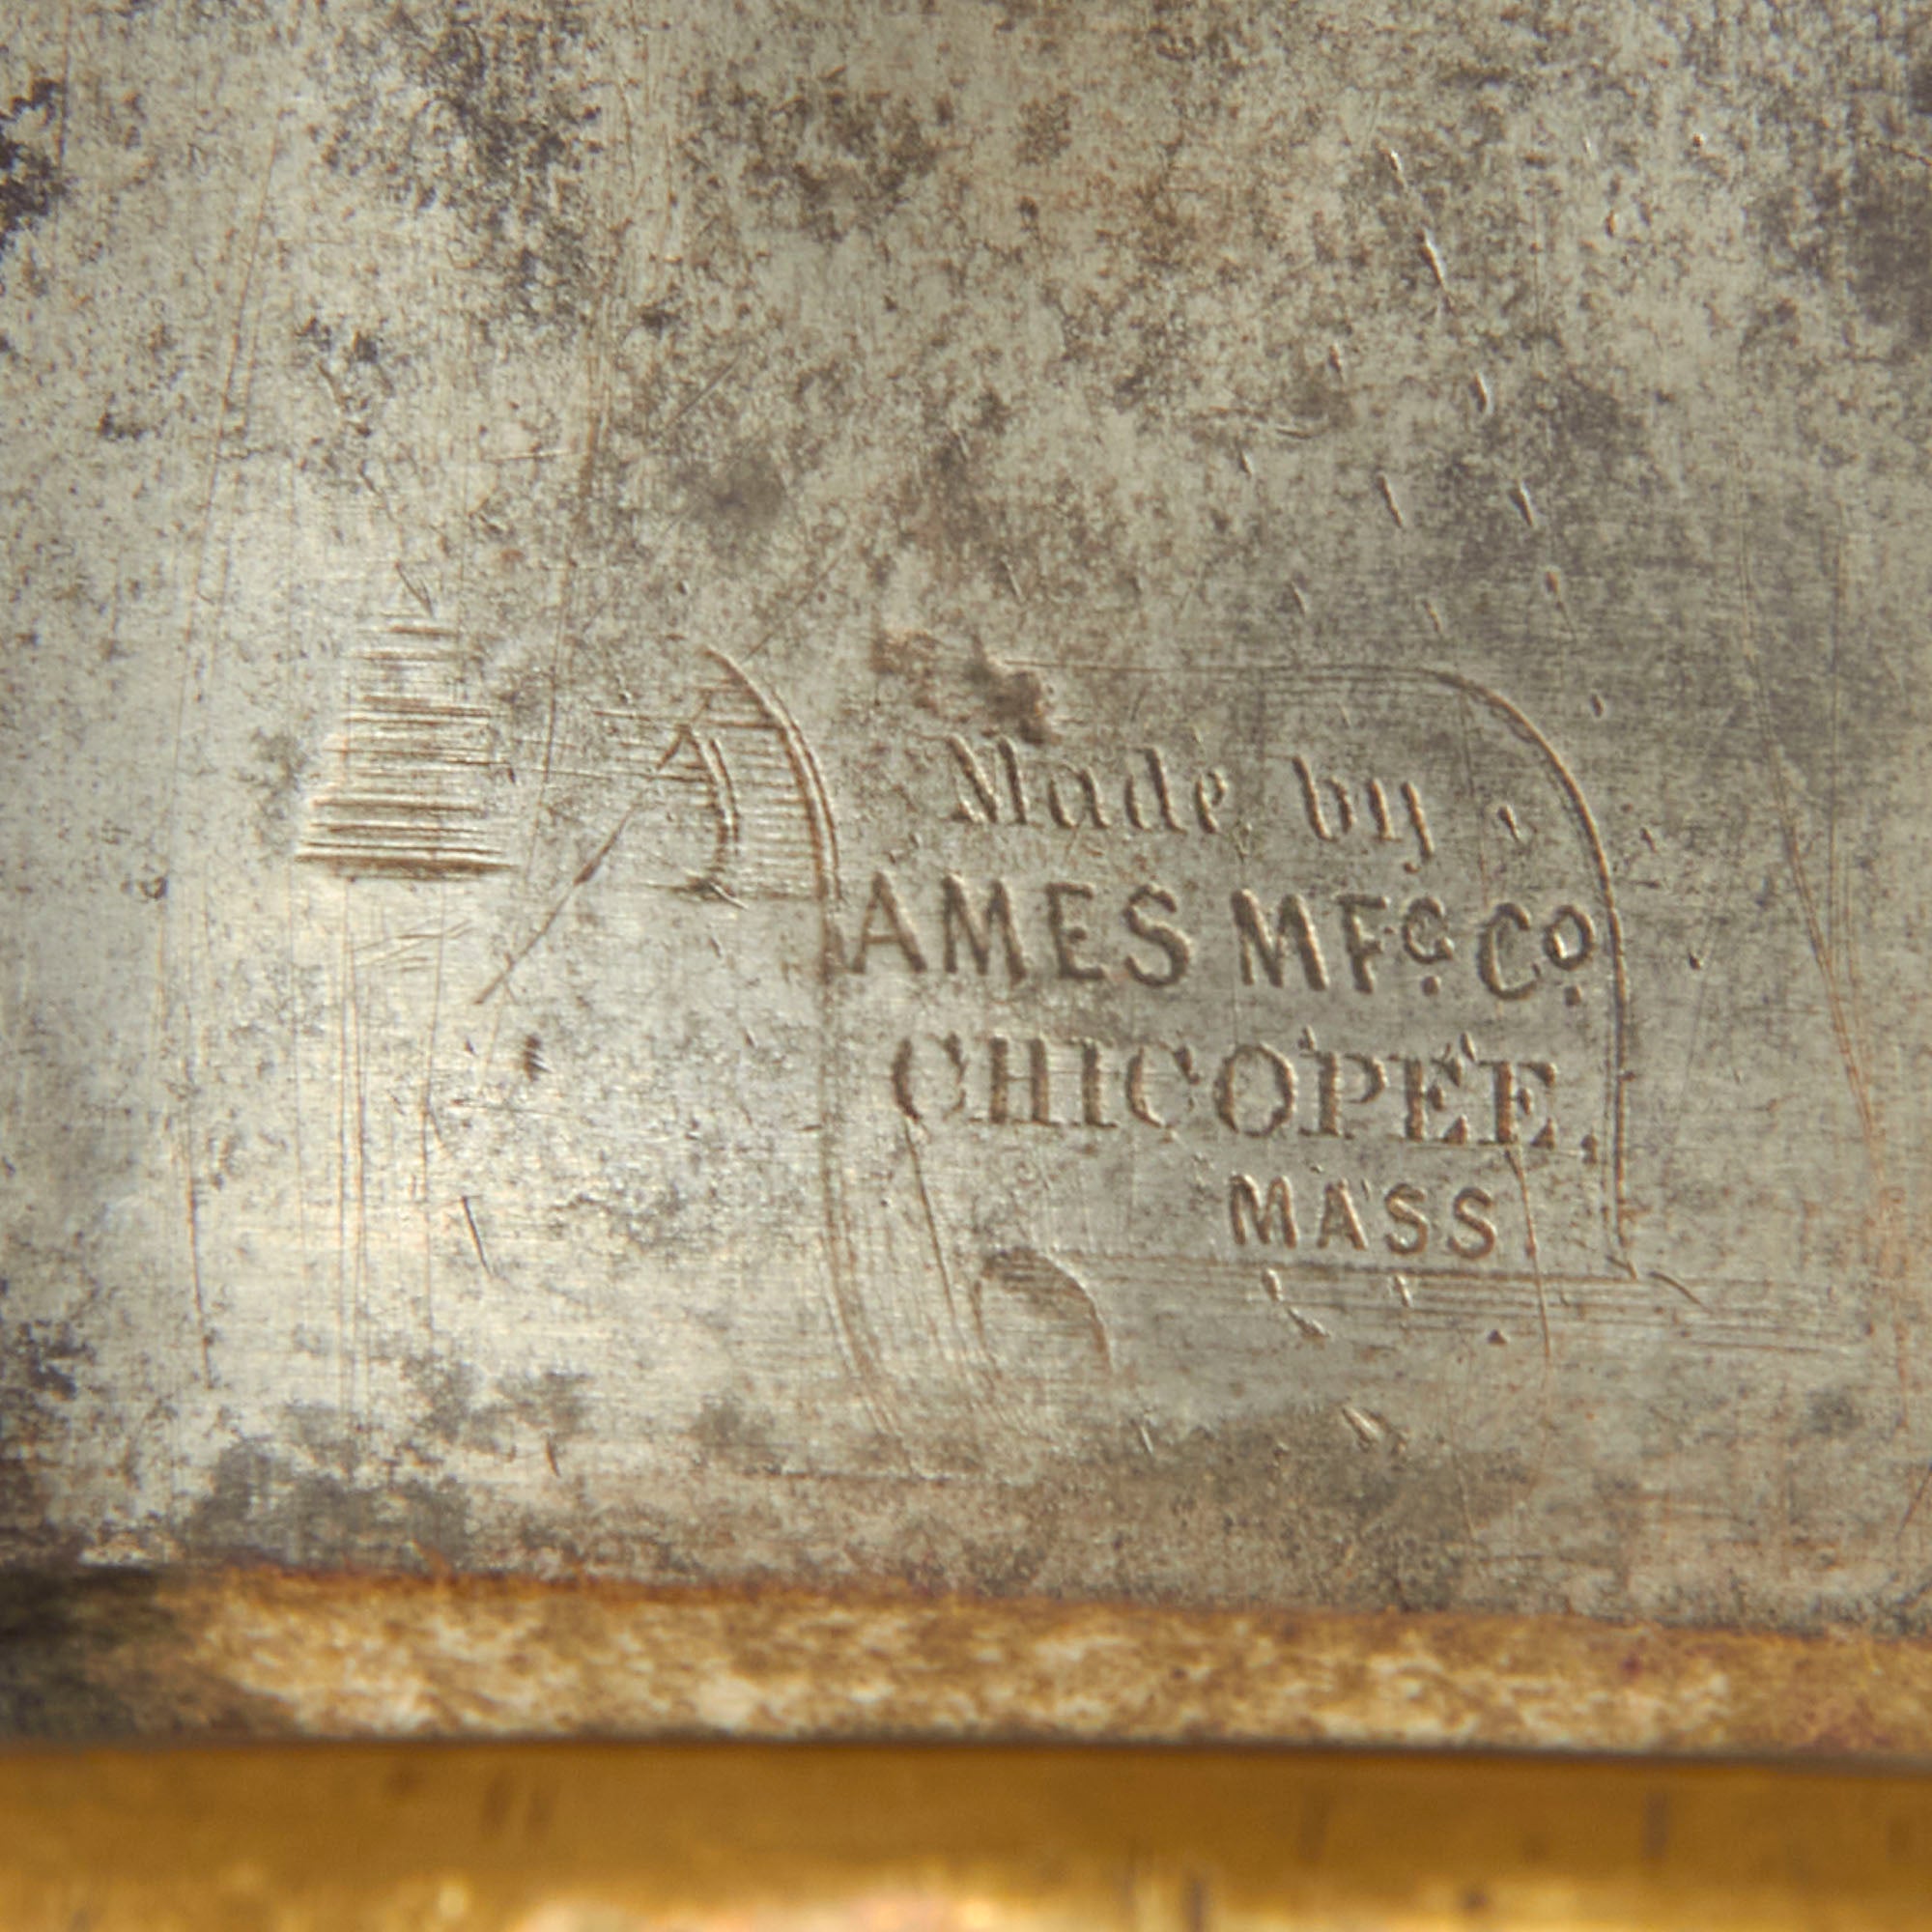 Made by
AMES MFG. CO.
CHICOPEE,
MASS